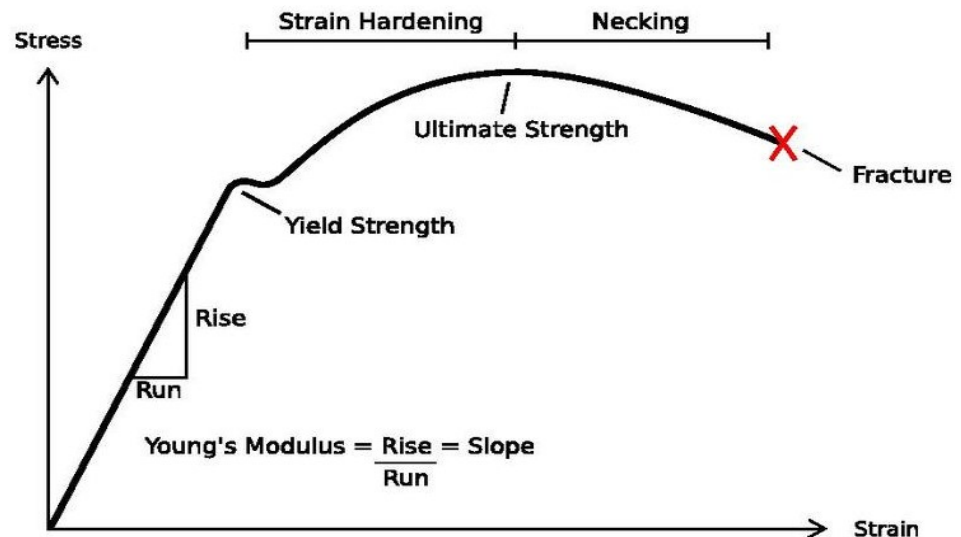 Strain Hardening
Necking
Stress
Ultimate Strength
Fracture
Yield Strength
Rise
Run
Young's Modulus = Rise = Slope
Run
Strain